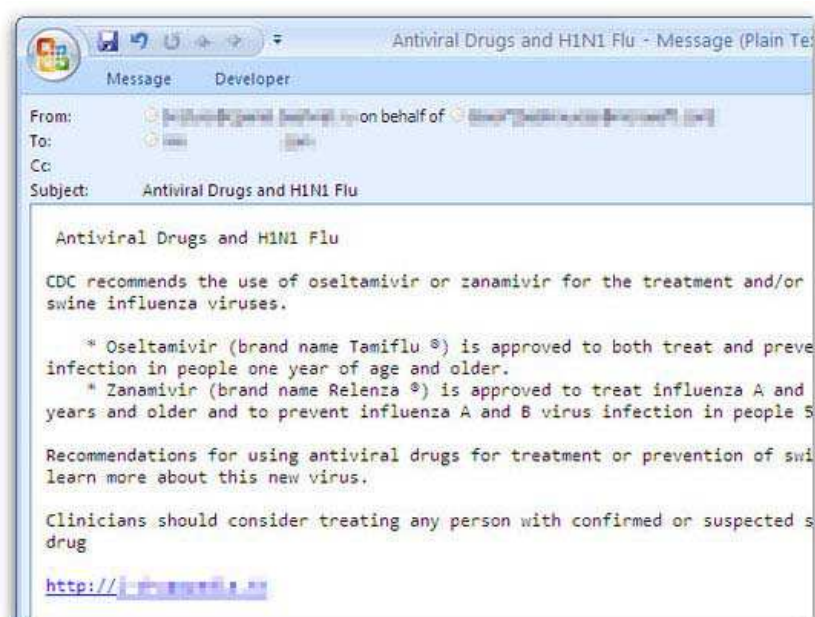 Antiviral Drugs and H1N1 Flu - Message (Plain Te
Message Developer
From: on behalf of
To:
Cc
Subject: Antiviral Drugs and H1N1 Flu
Antiviral Drugs and H1N1 Flu
CDC recommends the use of oseltamivir or zanamivir for the treatment and/or
swine influenza viruses.
* Oseltamivir (brand name Tamiflu ®) is approved to both treat and preve
infection in people one year of age and older.
* Zanamivir (brand name Relenza ®) is approved to treat influenza A and
years and older and to prevent influenza A and B virus infection in people 5
Recommendations for using antiviral drugs for treatment or prevention of swi
learn more about this new virus.
Clinicians should consider treating any person with confirmed or suspected s
drug
http://